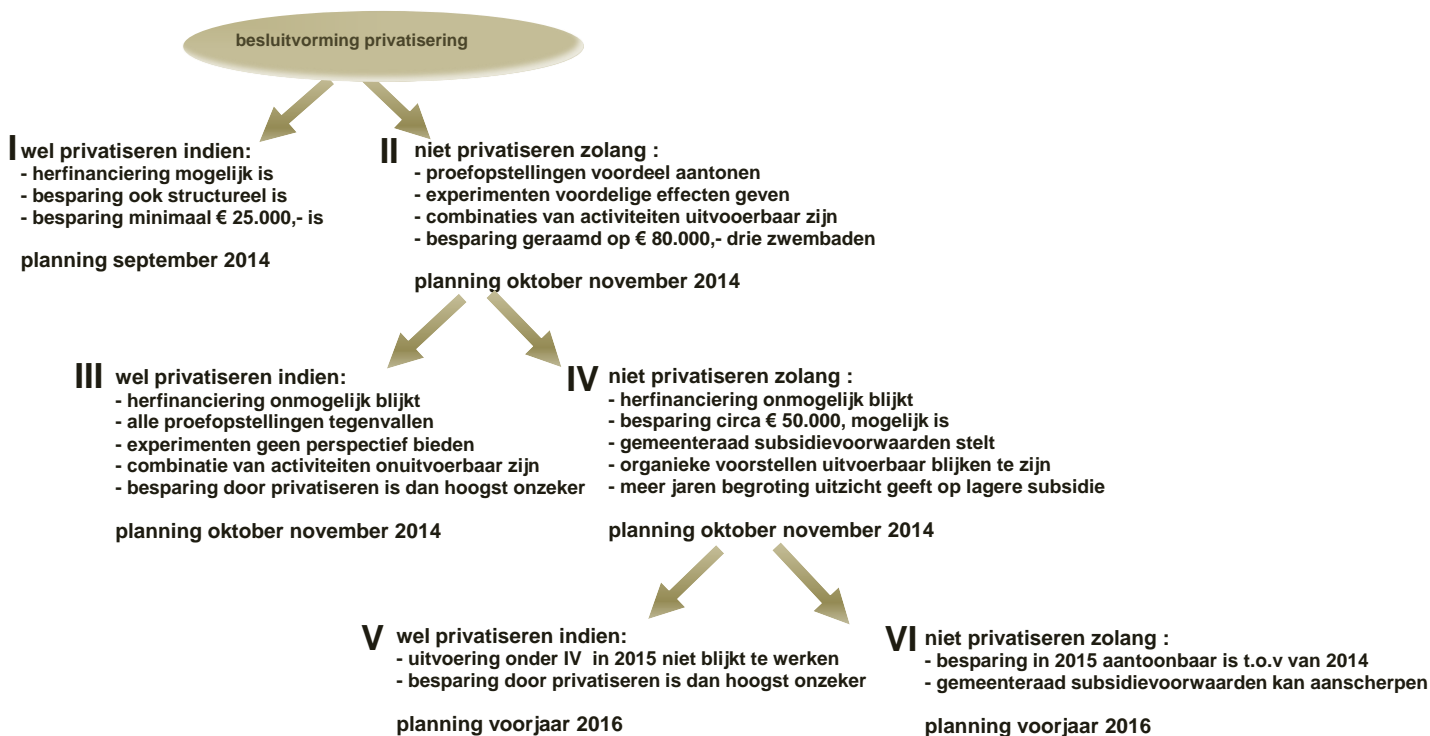 besluitvorming privatisering
I wel privatiseren indien:
- herfinanciering mogelijk is
- besparing ook structureel is
- besparing minimaal € 25.000,- is
planning september 2014
II niet privatiseren zolang :
- proefopstellingen voordeel aantonen
- experimenten voordelige effecten geven
- combinaties van activiteiten uitvooerbaar zijn
- besparing geraamd op € 80.000,- drie zwembaden
planning oktober november 2014
III wel privatiseren indien:
- herfinanciering onmogelijk blijkt
- alle proefopstellingen tegenvallen
- experimenten geen perspectief bieden
- combinatie van activiteiten onuitvoerbaar zijn
- besparing door privatiseren is dan hoogst onzeker
planning oktober november 2014
IV niet privatiseren zolang :
- herfinanciering onmogelijk blijkt
- besparing circa € 50.000, mogelijk is
- gemeenteraad subsidievoorwaarden stelt
- organieke voorstellen uitvoerbaar blijken te zijn
- meer jaren begroting uitzicht geeft op lagere subsidie
planning oktober november 2014
V wel privatiseren indien:
- uitvoering onder IV in 2015 niet blijkt te werken
- besparing door privatiseren is dan hoogst onzeker
planning voorjaar 2016
VI niet privatiseren zolang :
- besparing in 2015 aantoonbaar is t.o.v van 2014
- gemeenteraad subsidievoorwaarden kan aanscherpen
planning voorjaar 2016